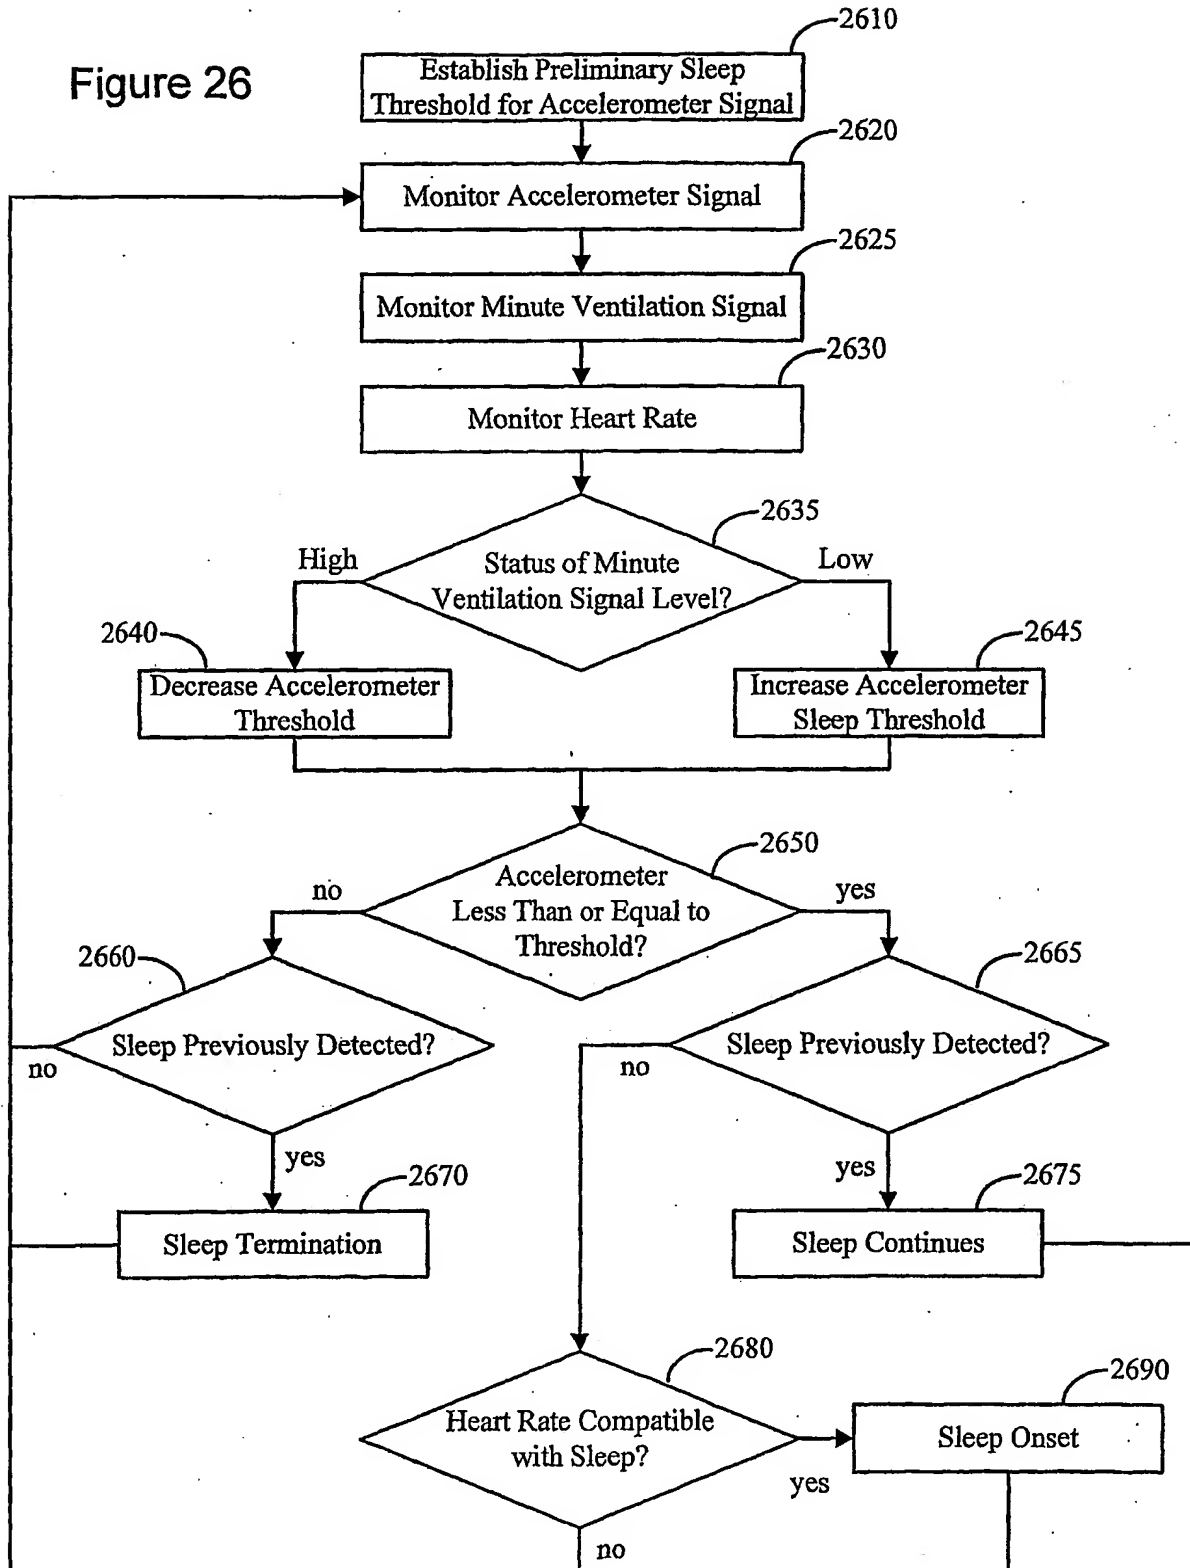 Figure 26
2610
Establish Preliminary Sleep
Threshold for Accelerometer Signal
2620
Monitor Accelerometer Signal
2625
Monitor Minute Ventilation Signal
2630
Monitor Heart Rate
2635
High
Status of Minute
Ventilation Signal Level?
Low
2640
Decrease Accelerometer
Threshold
2645
Increase Accelerometer
Sleep Threshold
2650
no
Accelerometer
Less Than or Equal to
Threshold?
yes
2660
Sleep Previously Detected?
no
yes
2665
Sleep Previously Detected?
no
yes
2670
Sleep Termination
2675
Sleep Continues
2680
Heart Rate Compatible
with Sleep?
yes
2690
Sleep Onset
no